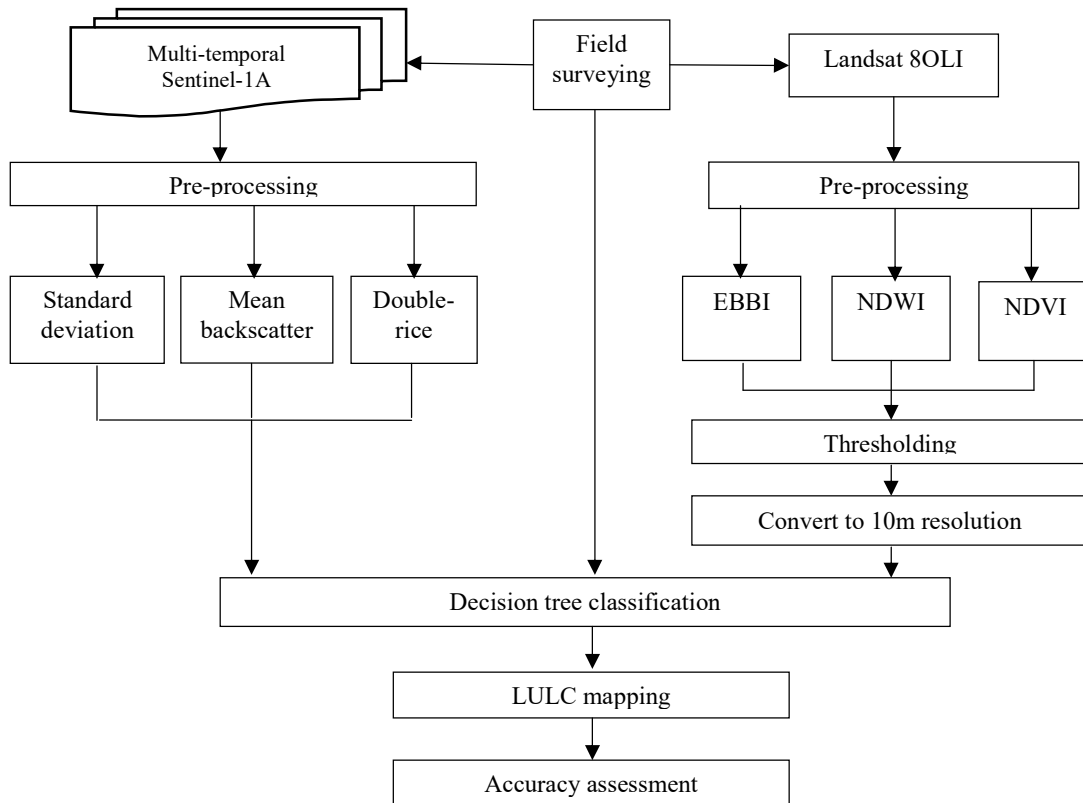 Multi-temporal
Sentinel-1A
Field
surveying
Landsat 8OLI
Pre-processing
Pre-processing
Standard
deviation
Mean
backscatter
Double-
rice
EBBI
NDWI
NDVI
Thresholding
Convert to 10m resolution
Decision tree classification
LULC mapping
Accuracy assessment